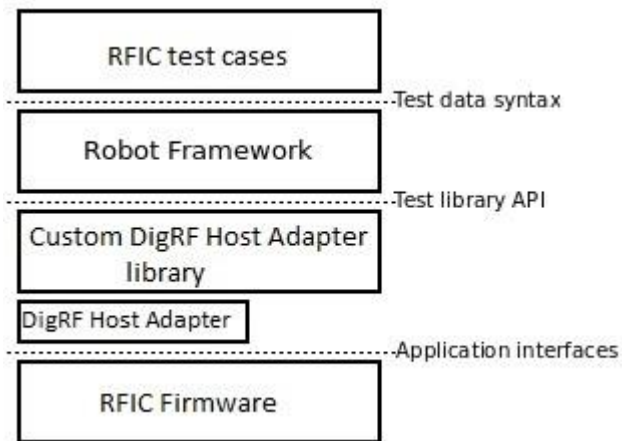 RFIC test cases
Test data syntax
Robot Framework
Test library API
Custom DigRF Host Adapter
library
DigRF Host Adapter
Application interfaces
RFIC Firmware